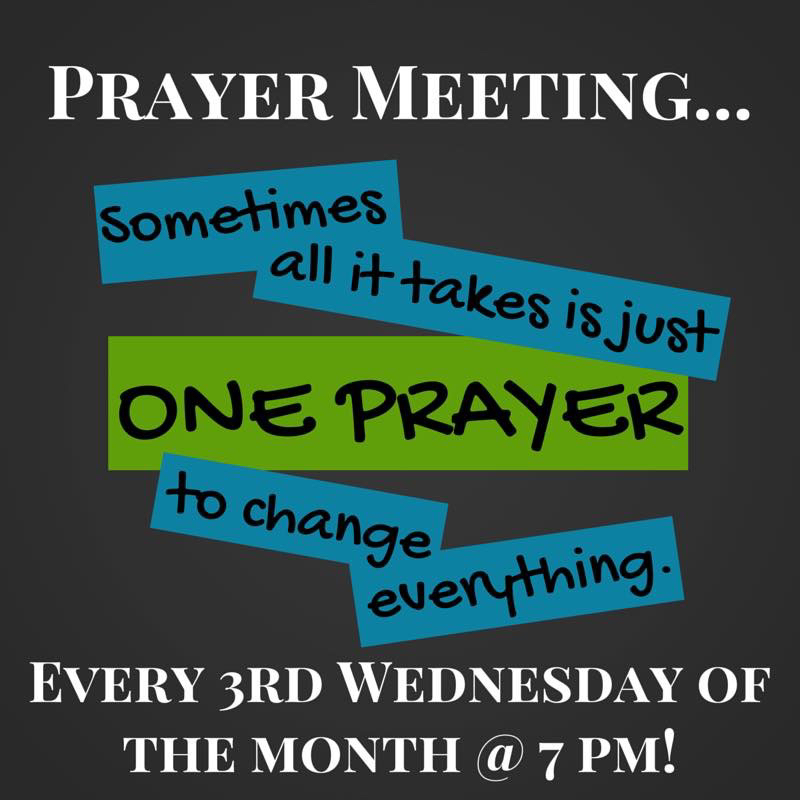 Prayer Meeting...
Sometimes
all it takes is just
ONE PRAYER
to change
everything.
Every 3rd Wednesday of
the month @ 7 pm!